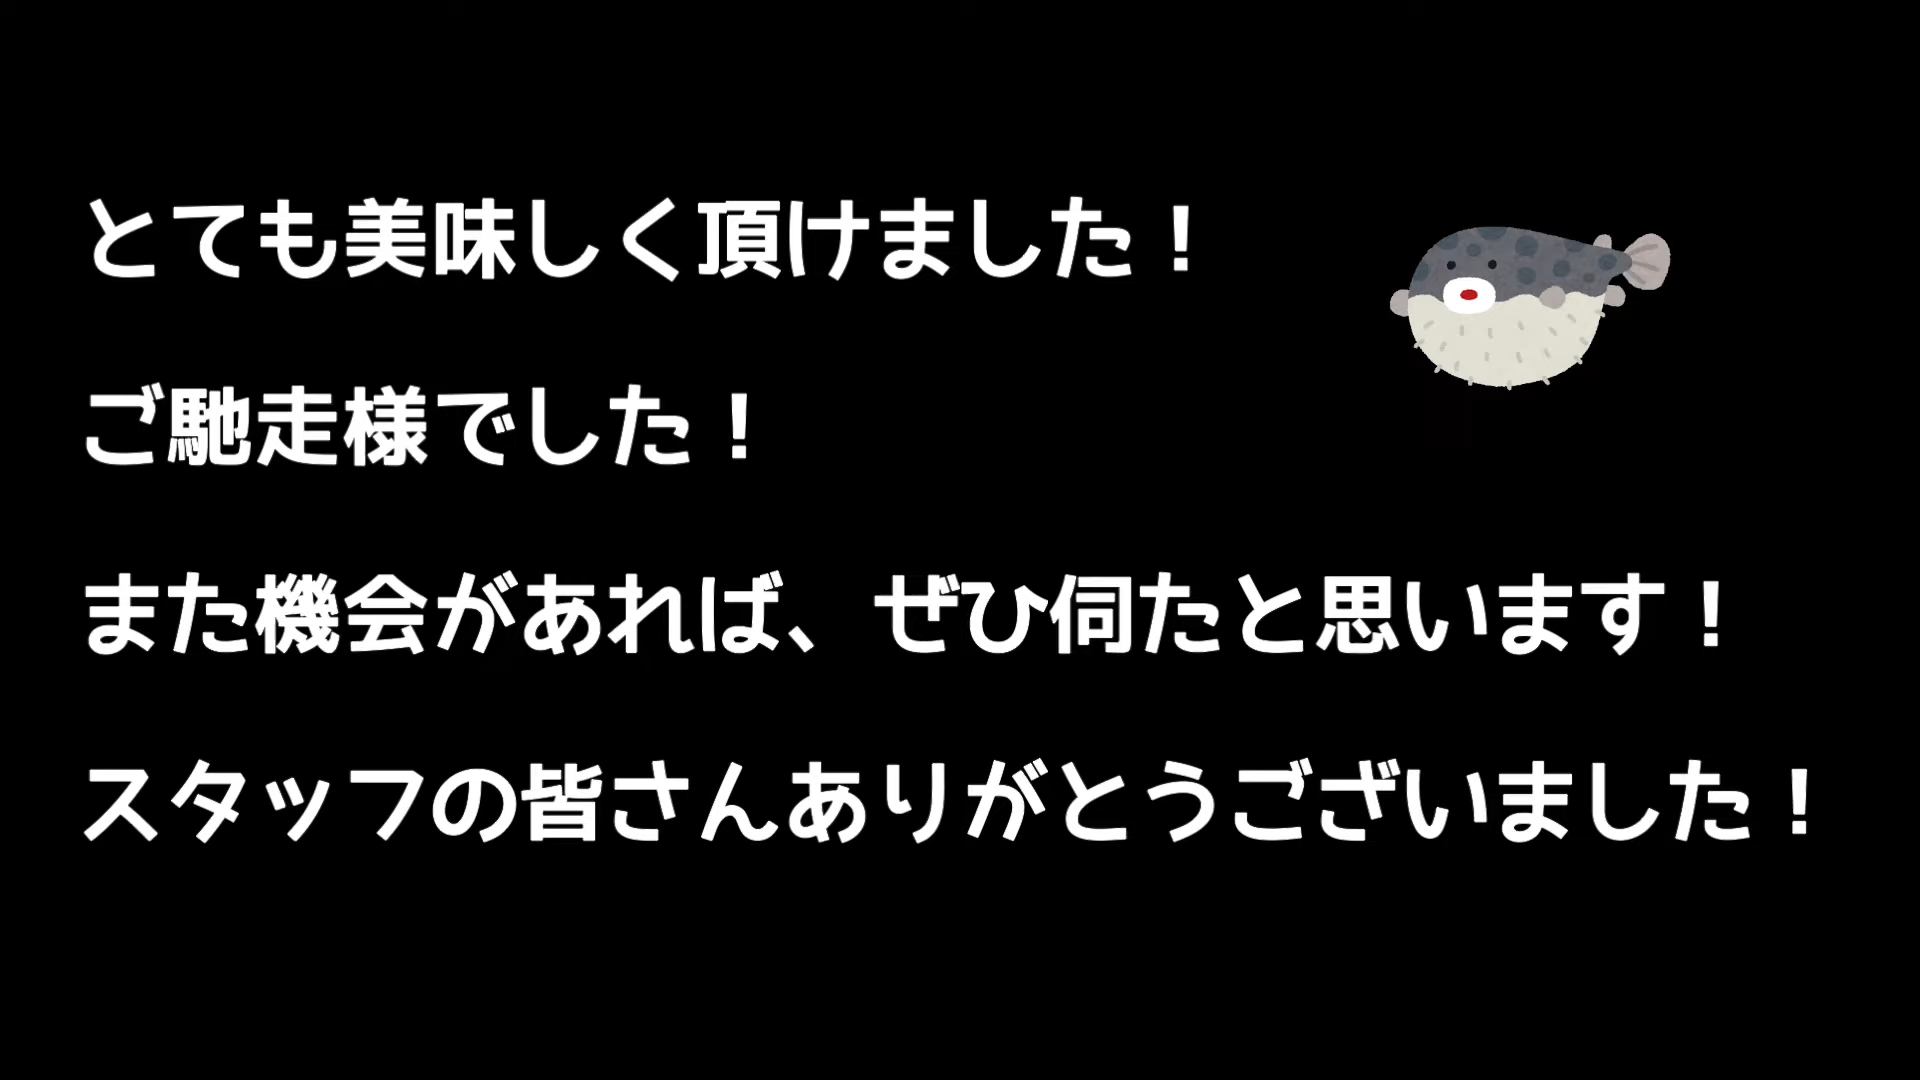 とても美味しく頂けました！
ご馳走様でした！
また機会があれば、ぜひ伺たと思います！
スタッフの皆さんありがとうございました！